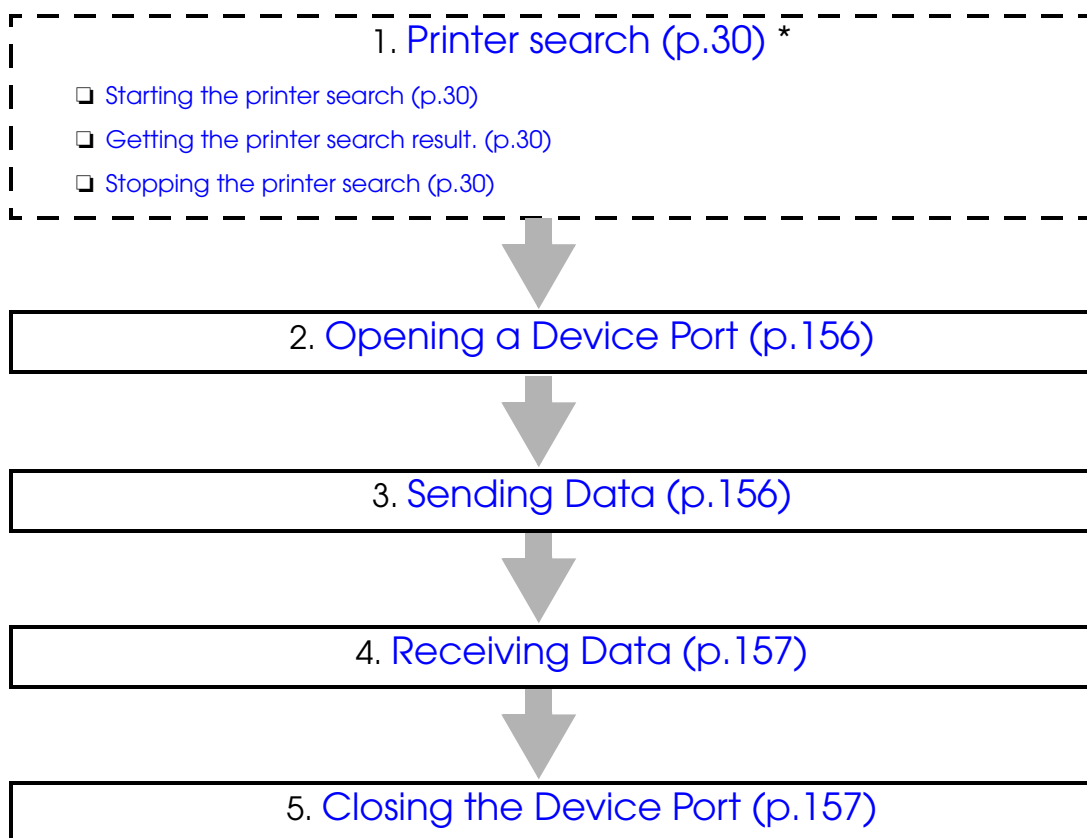 1. Printer search (p.30) *
❏ Starting the printer search (p.30)
❏ Getting the printer search result. (p.30)
❏ Stopping the printer search (p.30)
2. Opening a Device Port (p.156)
3. Sending Data (p.156)
4. Receiving Data (p.157)
5. Closing the Device Port (p.157)